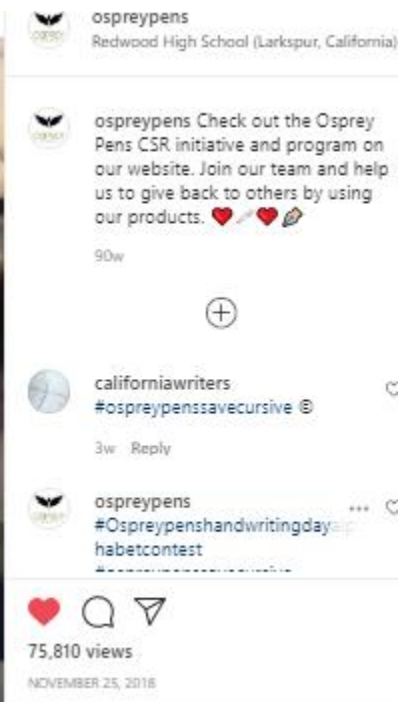 ospreypens
Redwood High School (Larkspur, California)
ospreypens Check out the Osprey
Pens CSR initiative and program on
our website. Join our team and help
us to give back to others by using
our products. ❤️🖊️❤️✒️
90w
californiawriters
#ospreypenssavecursive ©
3w Reply
ospreypens
#Ospreypenshandwritingdayalp
habetcontest
75,810 views
NOVEMBER 25, 2018